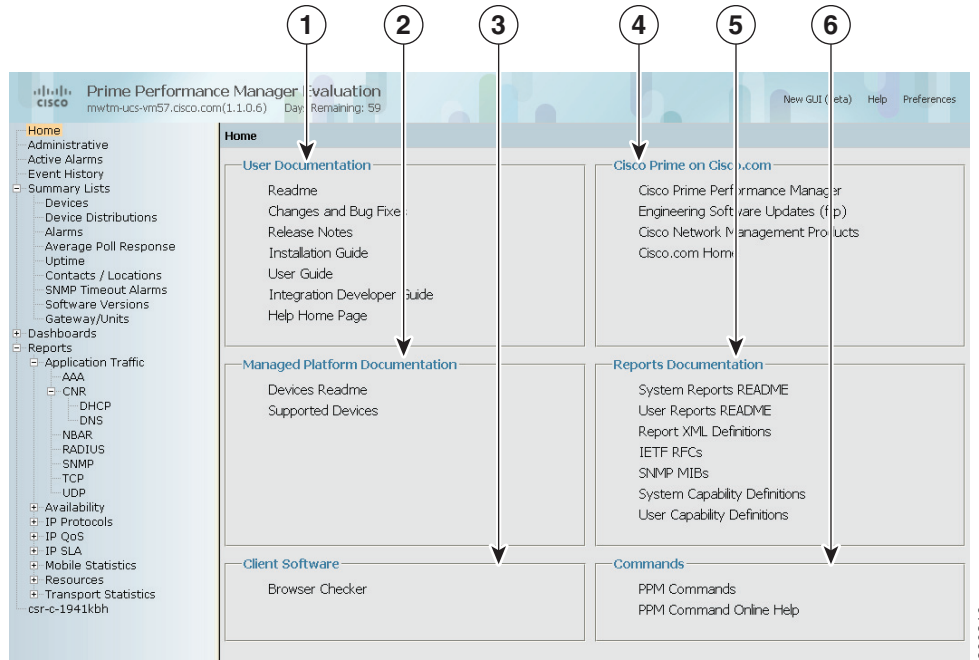 1 2 3 4 5 6
CISCO
Prime Performance Manager Evaluation
mwtm-ucs-vm57.cisco.com(1.1.0.6) Days Remaining: 59
New GUI (Beta) Help Preferences
Home
Administrative
Active Alarms
Event History
Summary Lists
Devices
Device Distributions
Alarms
Average Poll Response
Uptime
Contacts / Locations
SNMP Timeout Alarms
Software Versions
Gateway/Units
Dashboards
Reports
Application Traffic
AAA
CNR
DHCP
DNS
NBAR
RADIUS
SNMP
TCP
UDP
Availability
IP Protocols
IP QoS
IP SLA
Mobile Statistics
Resources
Transport Statistics
csr-c-1941kbh
Home
User Documentation
Readme
Changes and Bug Fixes
Release Notes
Installation Guide
User Guide
Integration Developer Guide
Help Home Page
Cisco Prime on Cisco.com
Cisco Prime Performance Manager
Engineering Software Updates (ftp)
Cisco Network Management Products
Cisco.com Home
Managed Platform Documentation
Devices Readme
Supported Devices
Reports Documentation
System Reports README
User Reports README
Report XML Definitions
IETF RFCs
SNMP MIBs
System Capability Definitions
User Capability Definitions
Client Software
Browser Checker
Commands
PPM Commands
PPM Command Online Help